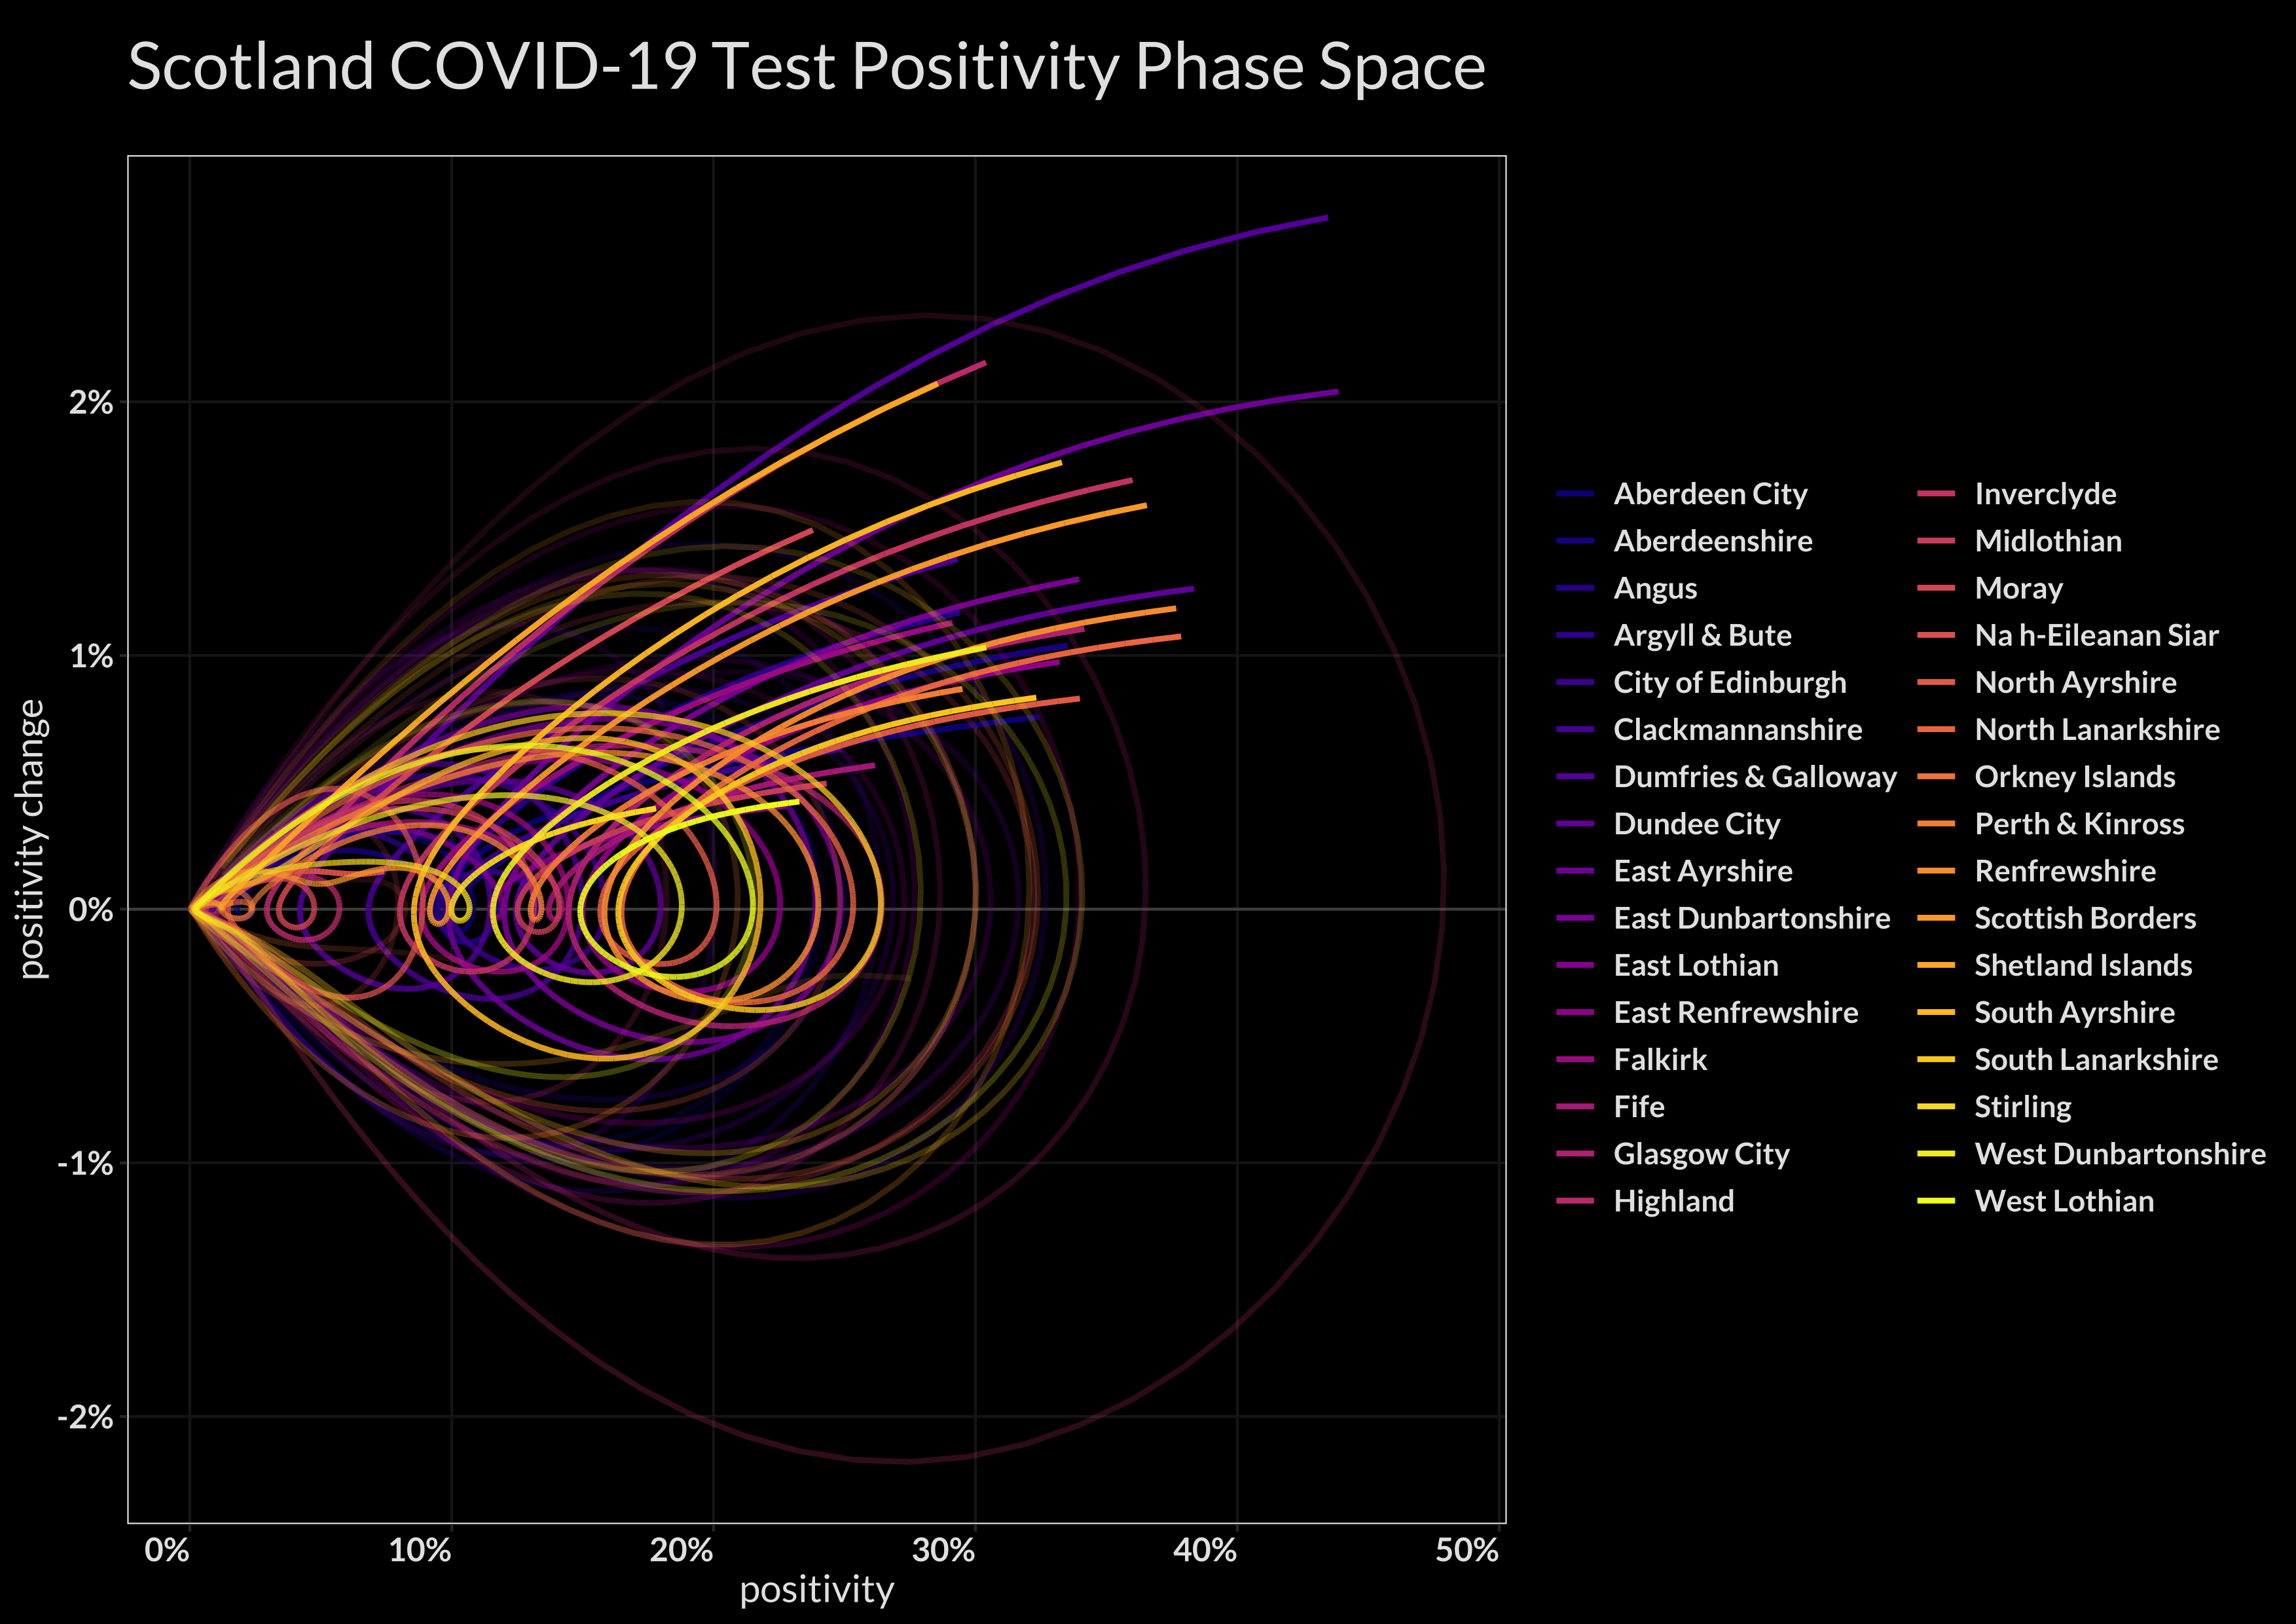 Scotland COVID-19 Test Positivity Phase Space
positivity change
2%
1%
0%
-1%
-2%
0%
10%
20%
30%
40%
50%
positivity
Aberdeen City
Aberdeenshire
Angus
Argyll & Bute
City of Edinburgh
Clackmannanshire
Dumfries & Galloway
Dundee City
East Ayrshire
East Dunbartonshire
East Lothian
East Renfrewshire
Falkirk
Fife
Glasgow City
Highland
Inverclyde
Midlothian
Moray
Na h-Eileanan Siar
North Ayrshire
North Lanarkshire
Orkney Islands
Perth & Kinross
Renfrewshire
Scottish Borders
Shetland Islands
South Ayrshire
South Lanarkshire
Stirling
West Dunbartonshire
West Lothian